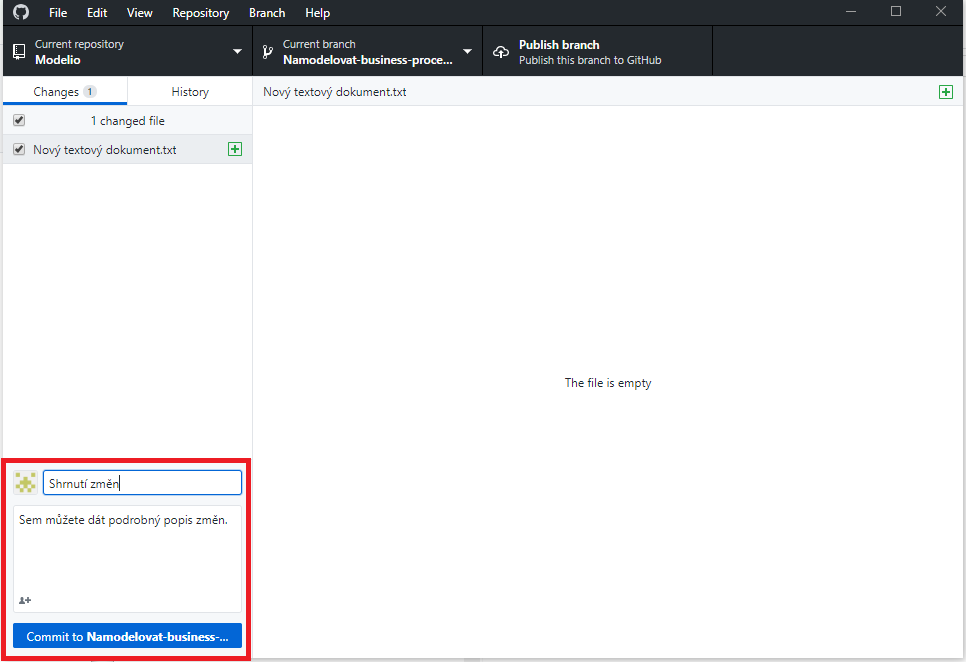 File Edit View Repository Branch Help
Current repository
Modelio
Current branch
Namodelovat-business-proce...
Publish branch
Publish this branch to GitHub
Changes 1 History
Nový textový dokument.txt
1 changed file
Nový textový dokument.txt
The file is empty
Shrnutí změn
Sem můžete dát podrobný popis změn.
Commit to Namodelovat-business-...